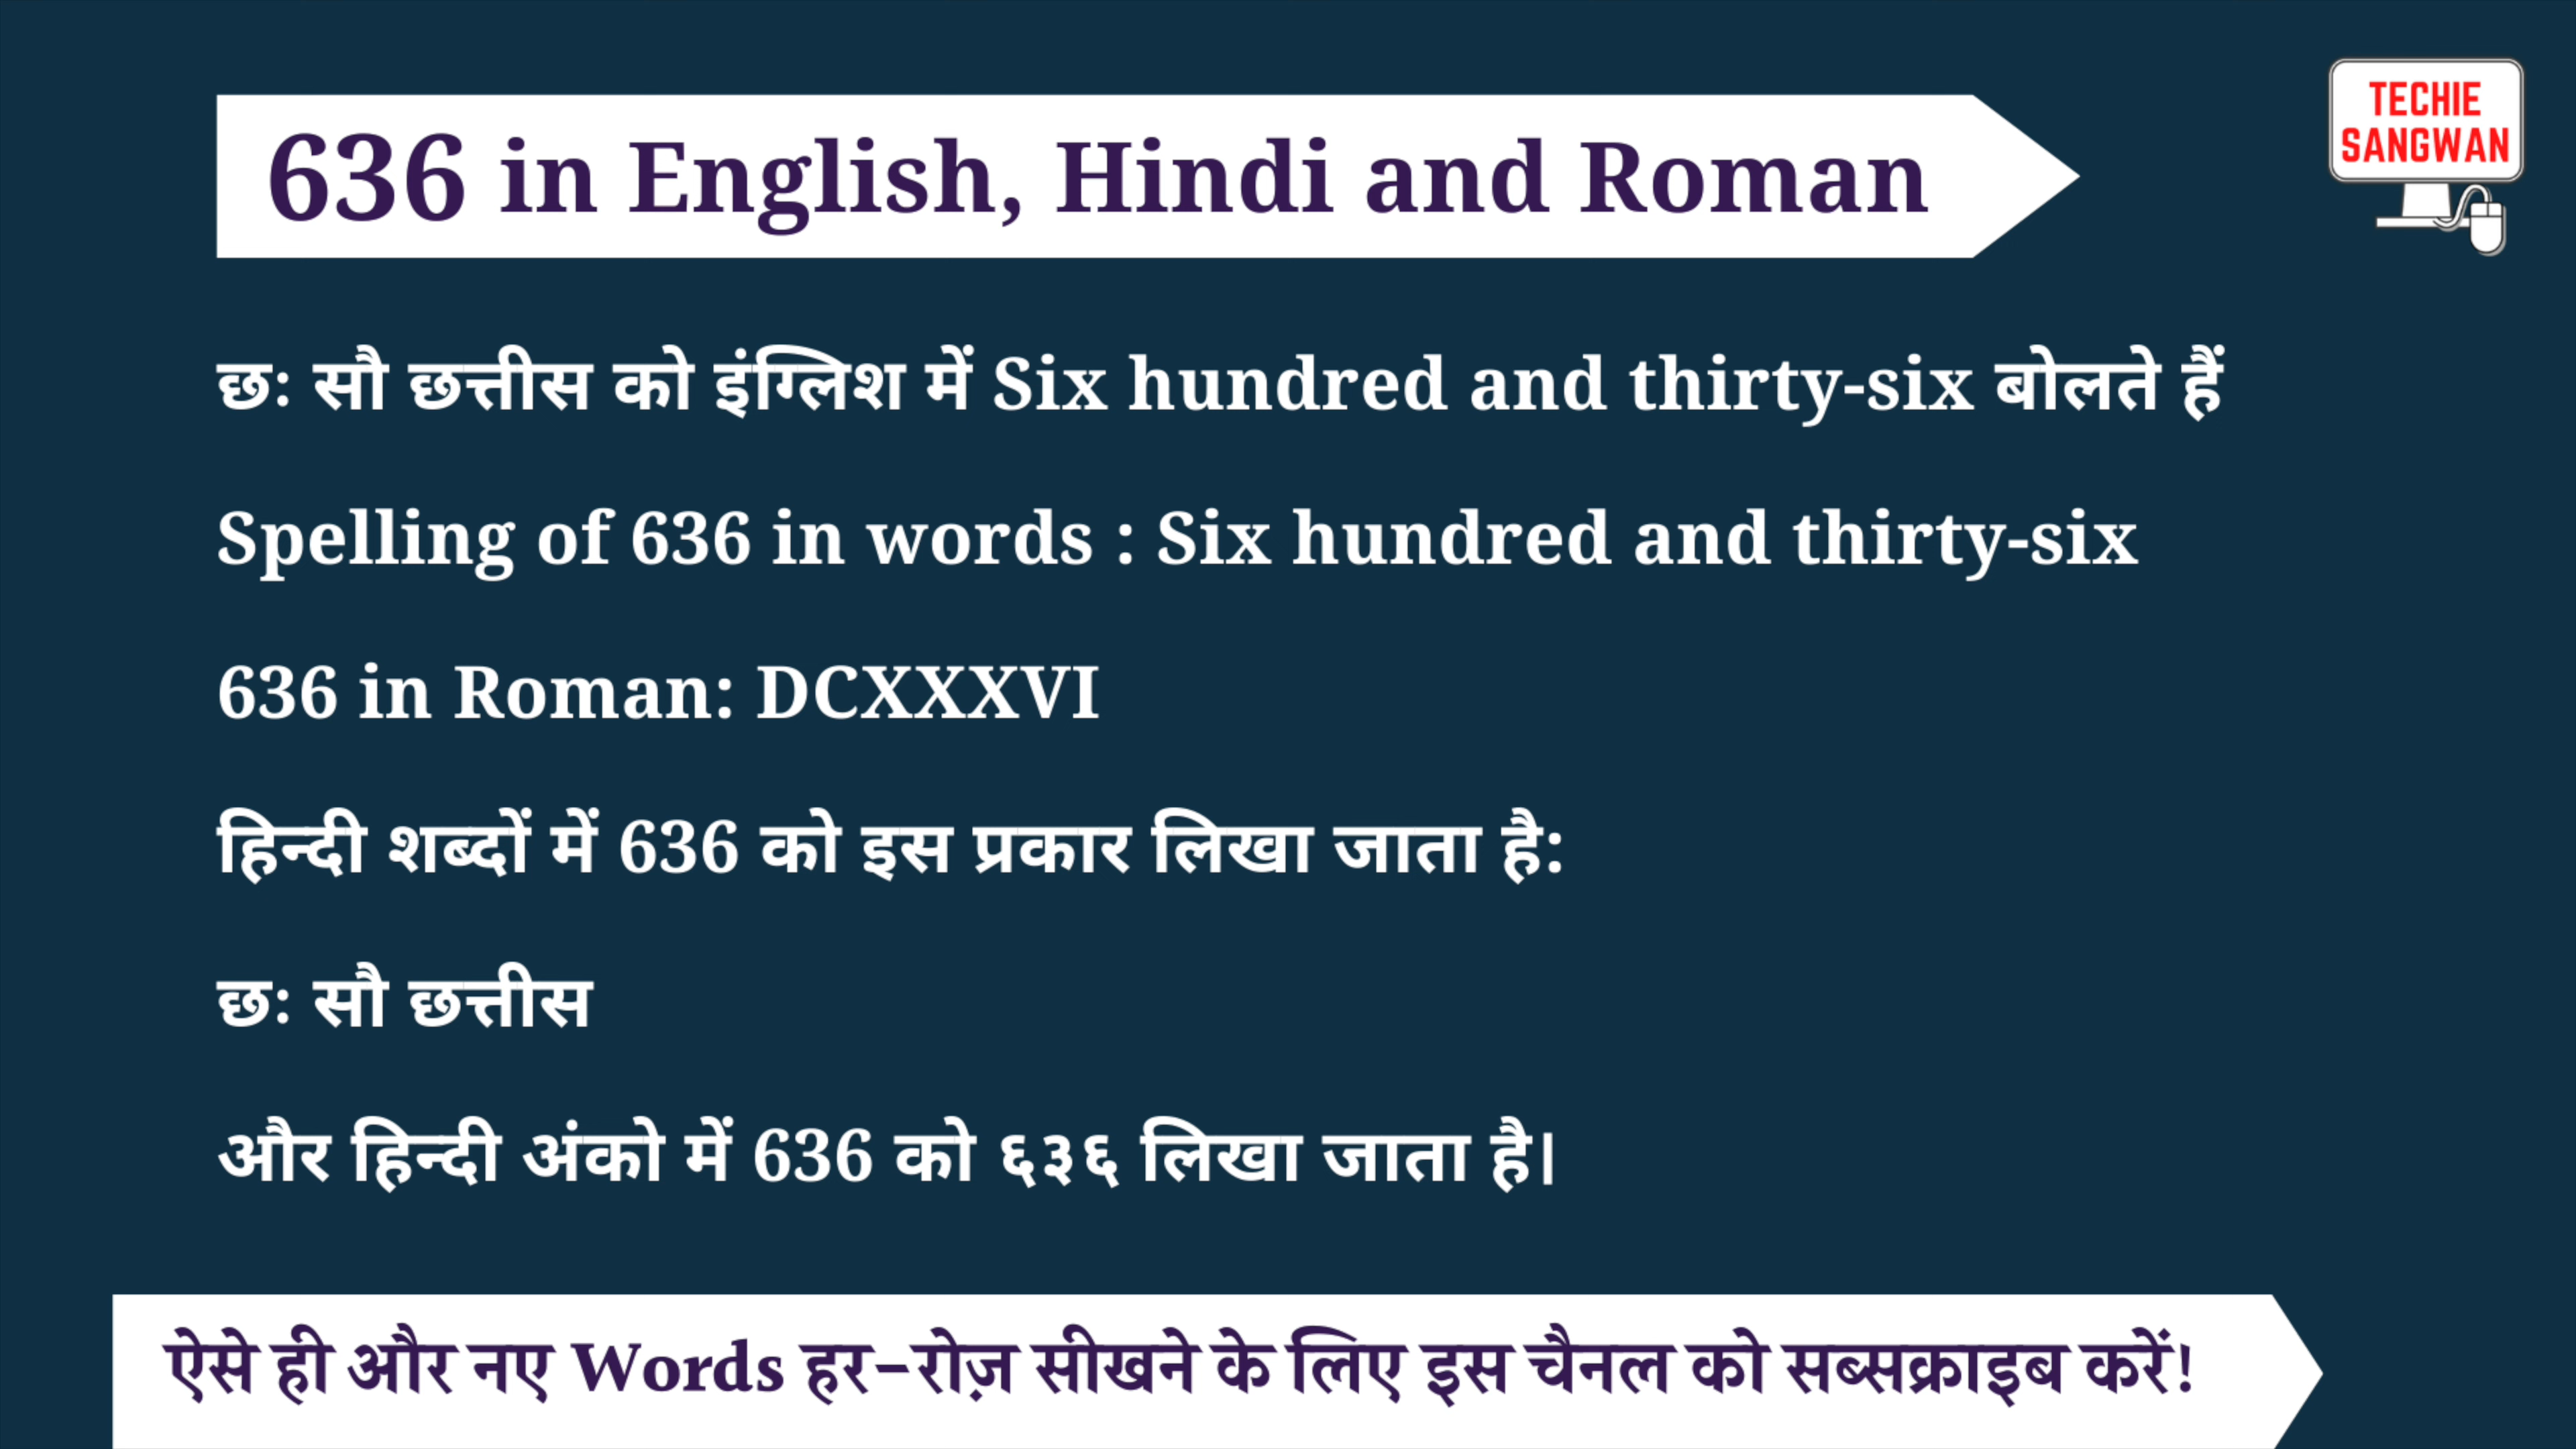 636 in English, Hindi and Roman
TECHIE
SANGWAN
छः सौ छत्तीस को इंग्लिश में Six hundred and thirty-six बोलते हैं
Spelling of 636 in words : Six hundred and thirty-six
636 in Roman: DCXXXVI
हिन्दी शब्दों में 636 को इस प्रकार लिखा जाता है:
छः सौ छत्तीस
और हिन्दी अंको में 636 को ६३६ लिखा जाता है।
ऐसे ही और नए Words हर-रोज़ सीखने के लिए इस चैनल को सब्सक्राइब करें!